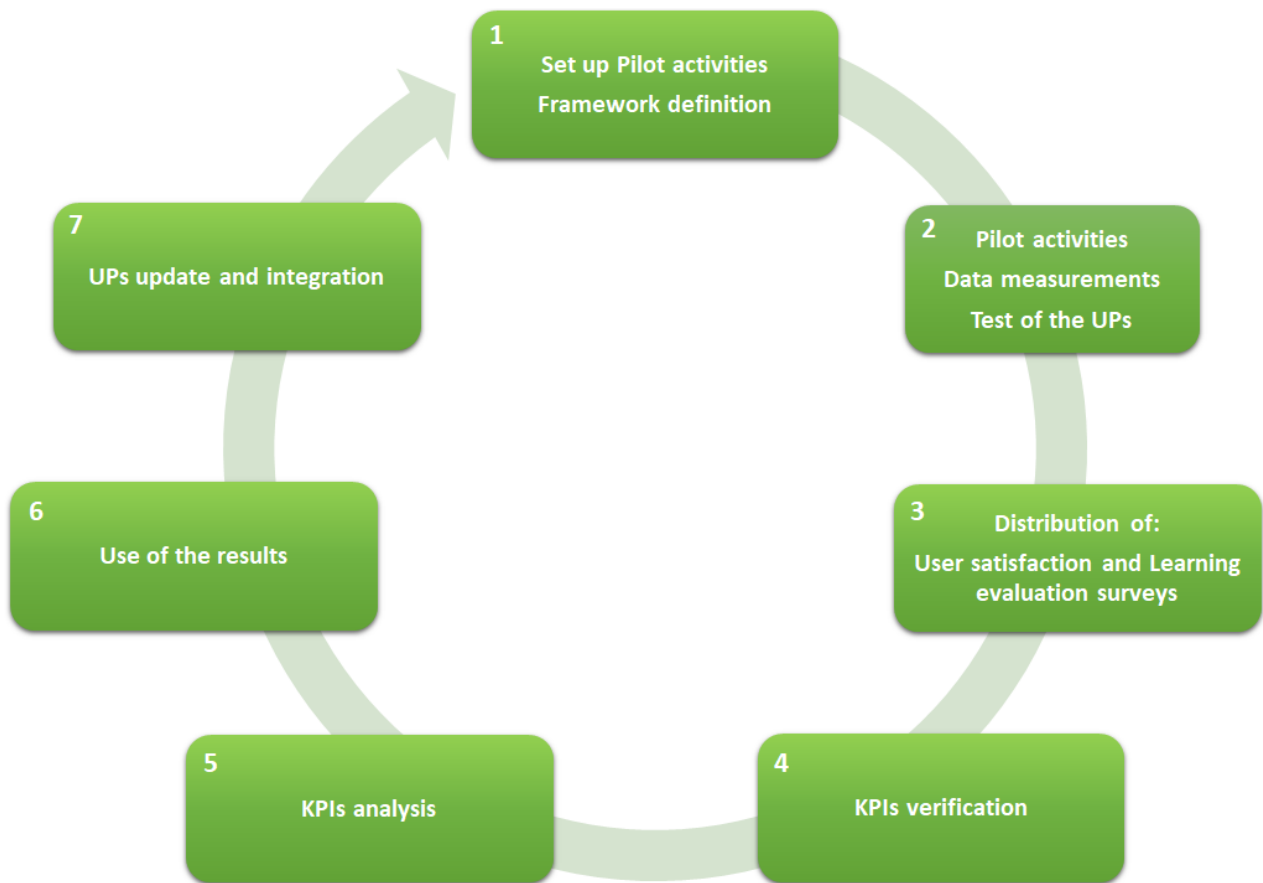 1
Set up Pilot activities
Framework definition
2
Pilot activities
Data measurements
Test of the UPs
3
Distribution of:
User satisfaction and Learning
evaluation surveys
4
KPIs verification
5
KPIs analysis
6
Use of the results
7
UPs update and integration